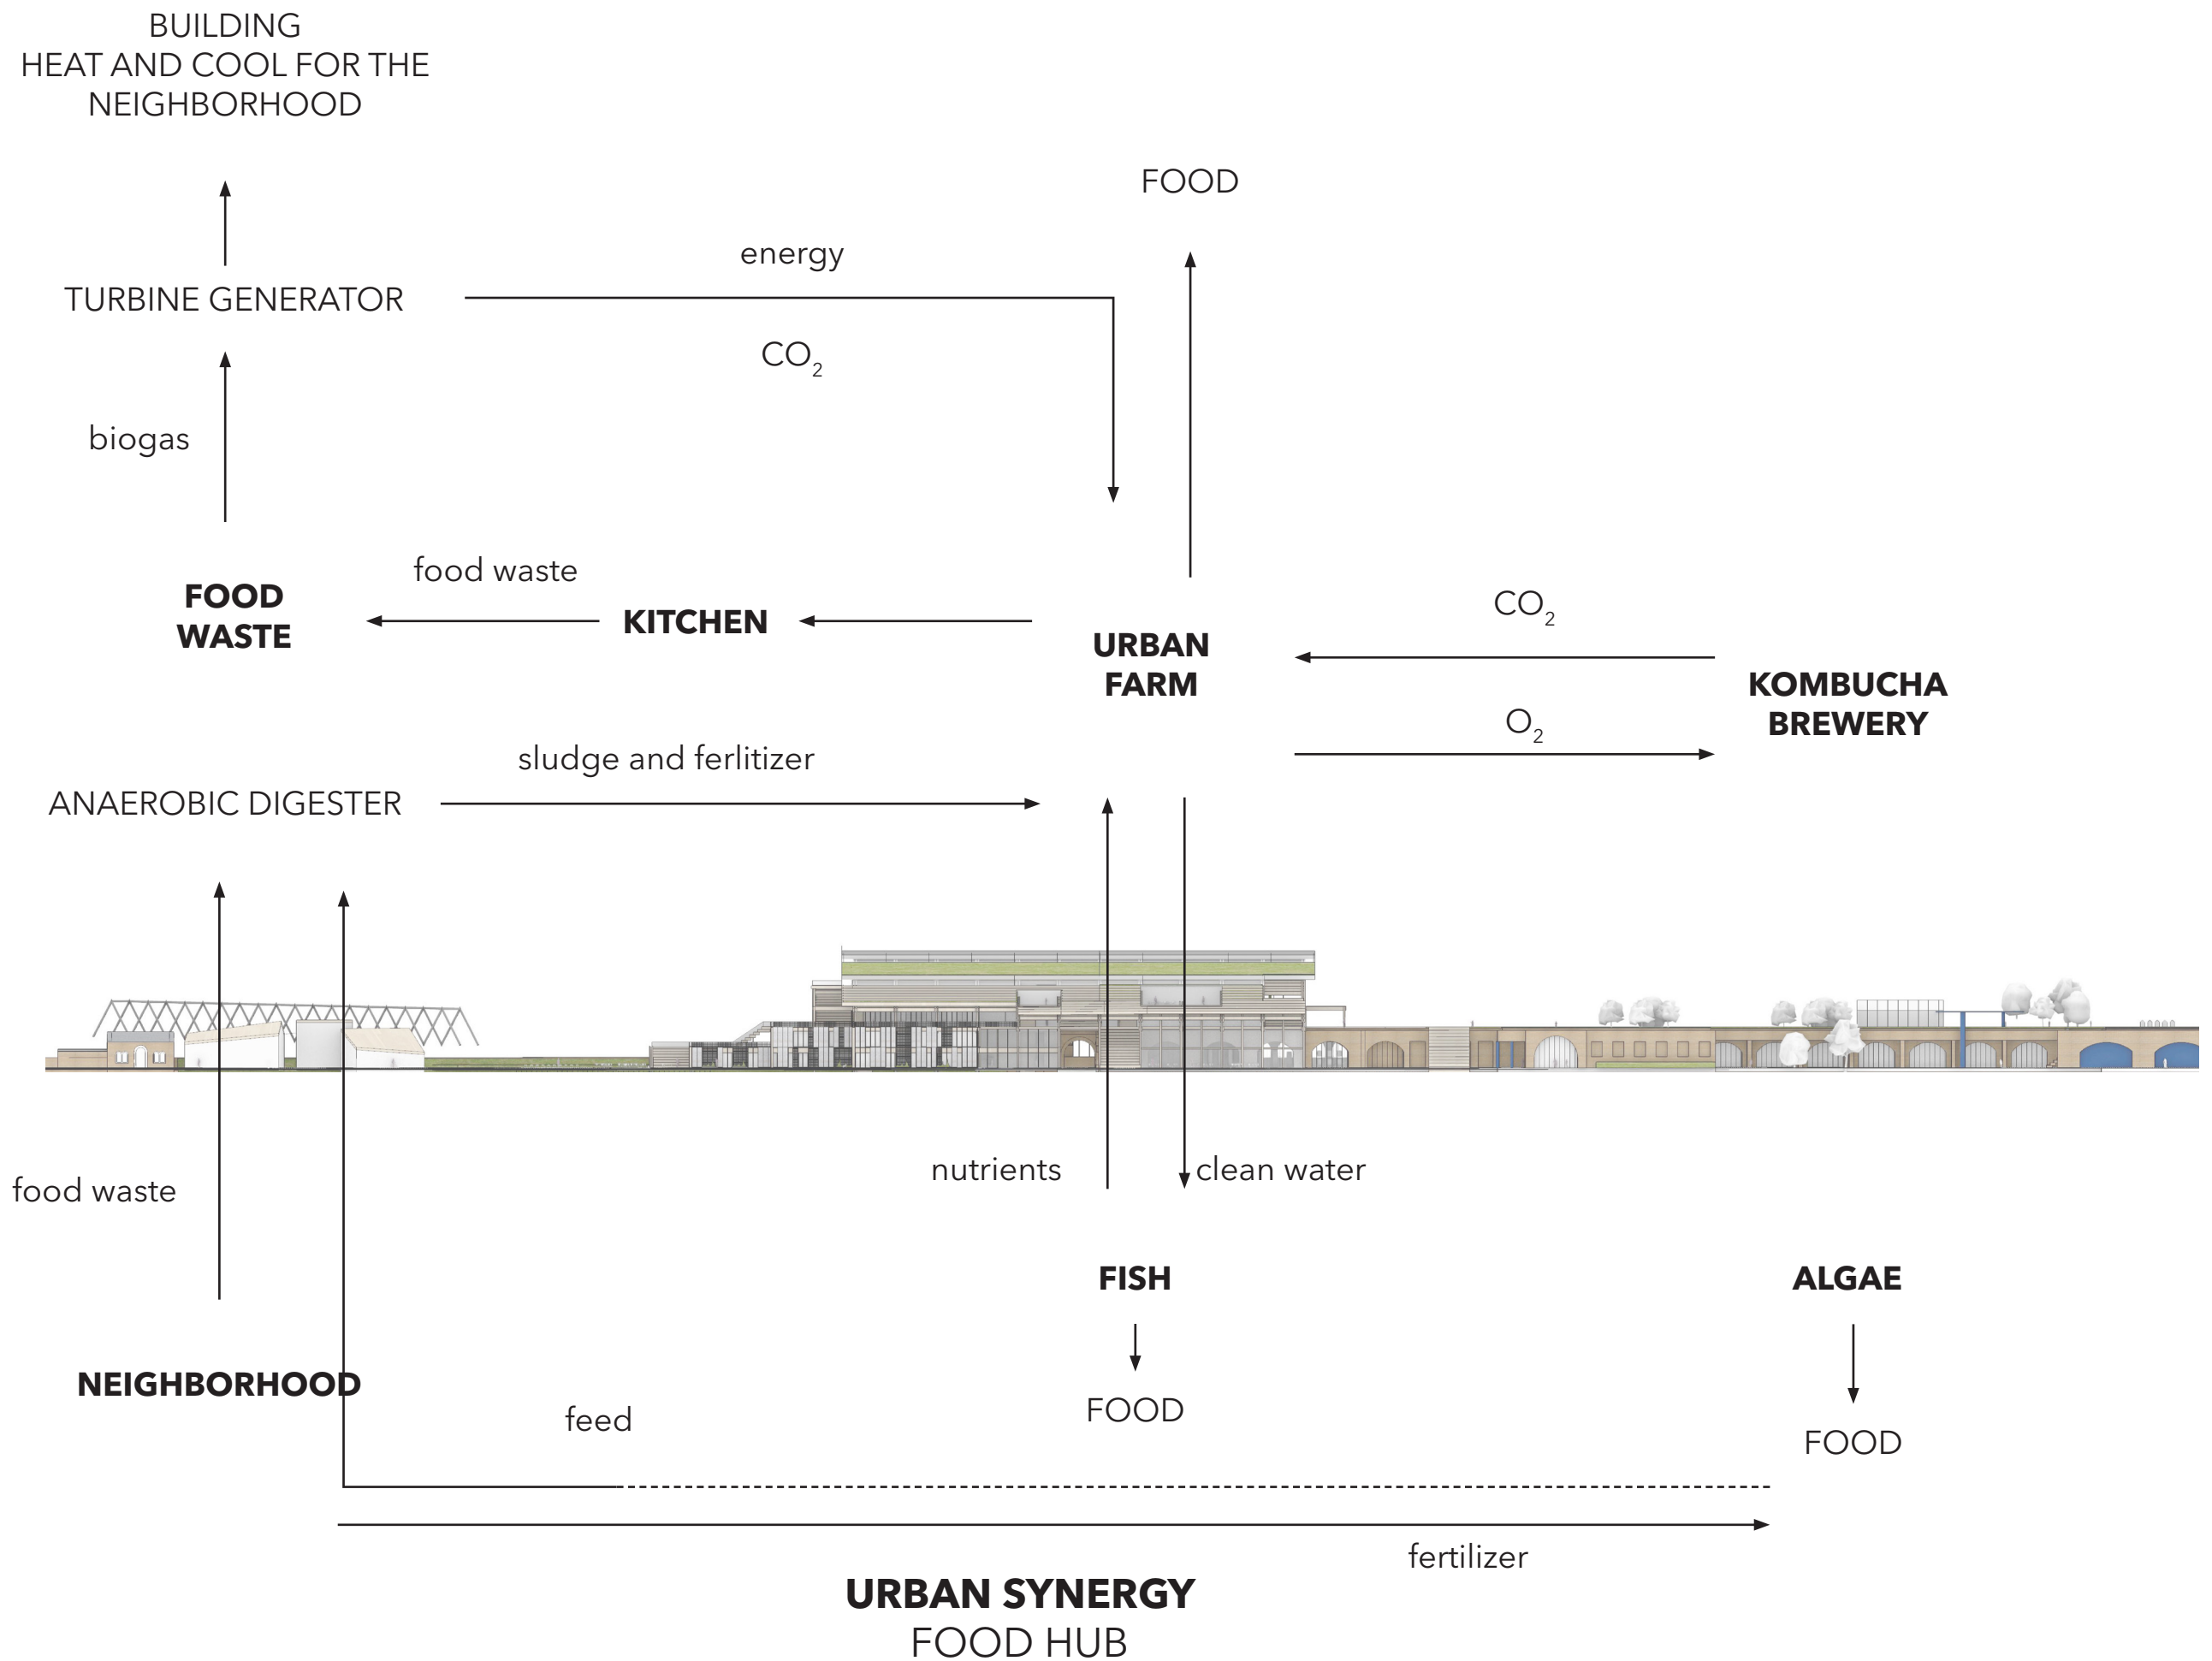 BUILDING
HEAT AND COOL FOR THE
NEIGHBORHOOD
FOOD
energy
TURBINE GENERATOR
CO₂
biogas
food waste
FOOD
WASTE
KITCHEN
CO₂
URBAN
FARM
KOMBUCHA
BREWERY
O₂
sludge and ferlitizer
ANAEROBIC DIGESTER
nutrients
clean water
food waste
FISH
ALGAE
NEIGHBORHOOD
feed
FOOD
FOOD
fertilizer
URBAN SYNERGY
FOOD HUB